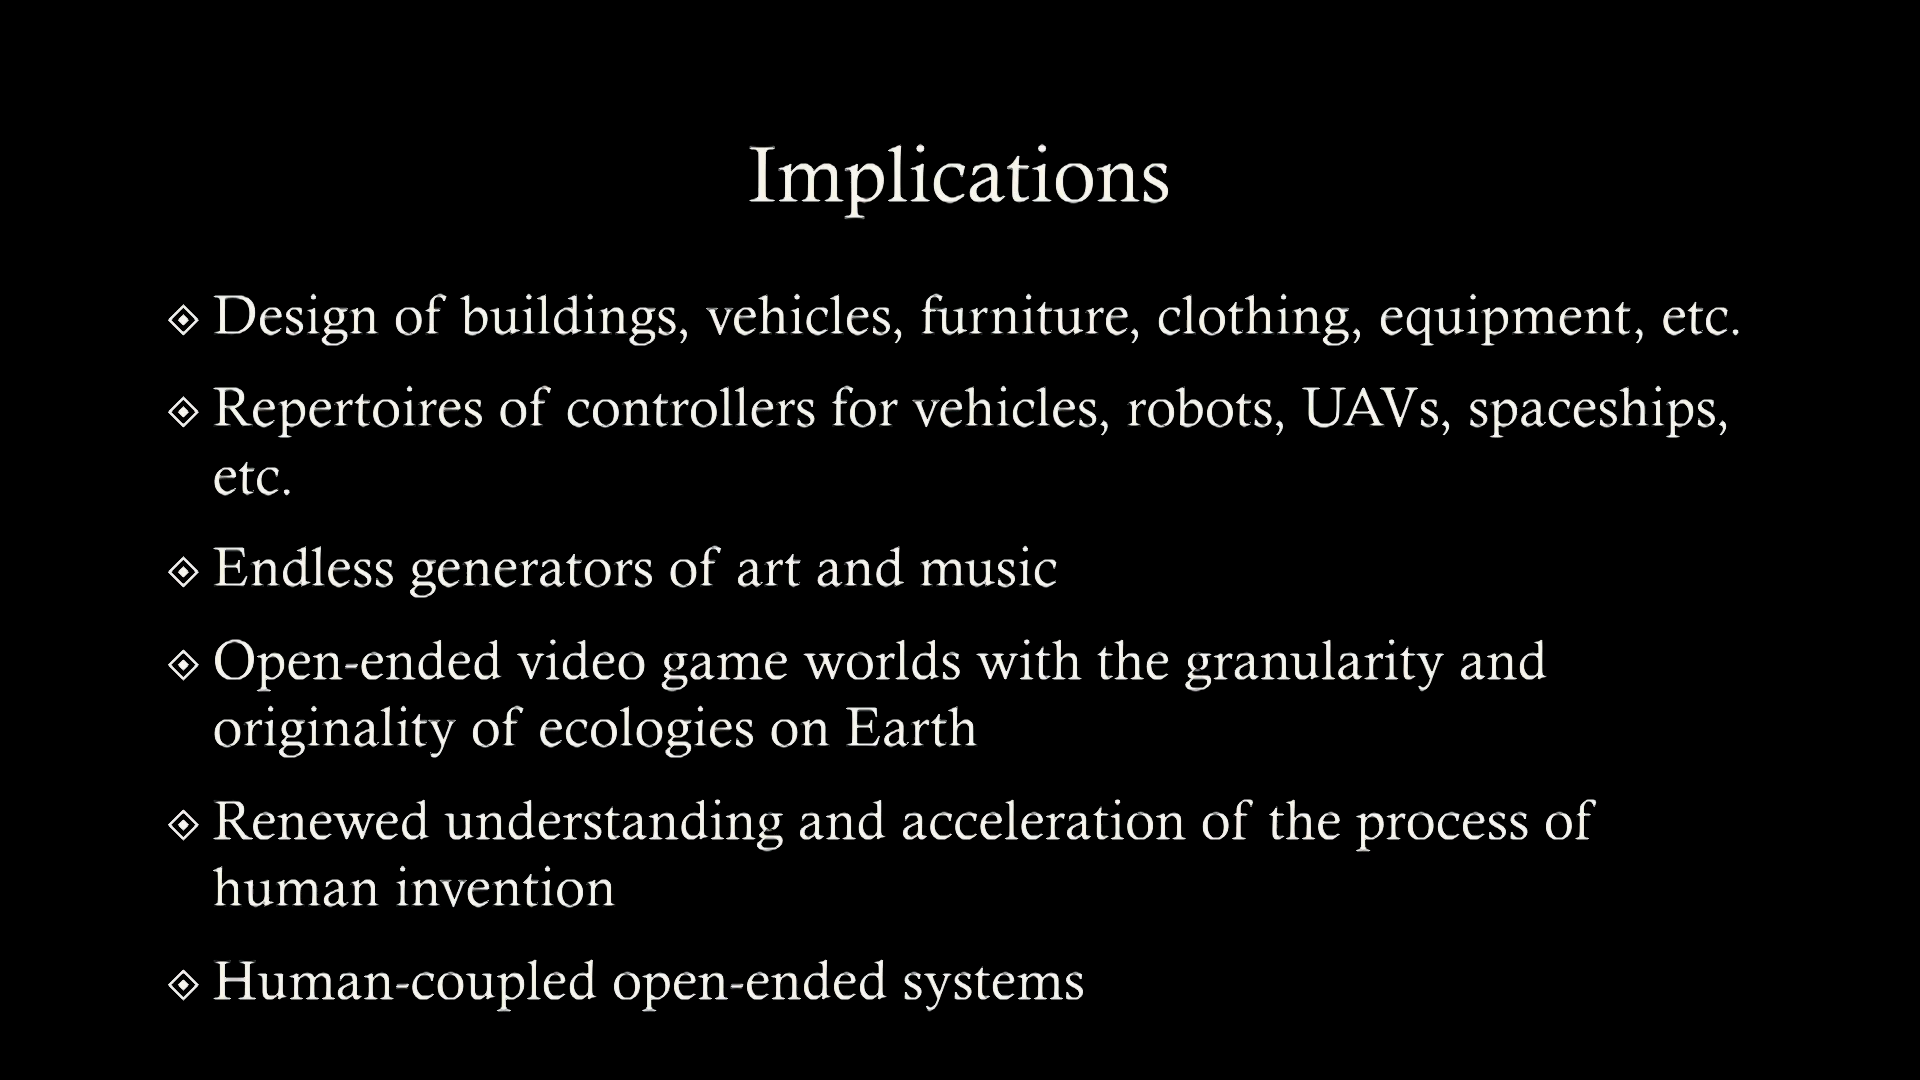 Implications
Design of buildings, vehicles, furniture, clothing, equipment, etc.
Repertoires of controllers for vehicles, robots, UAVs, spaceships,
etc.
Endless generators of art and music
Open-ended video game worlds with the granularity and
originality of ecologies on Earth
Renewed understanding and acceleration of the process of
human invention
Human-coupled open-ended systems